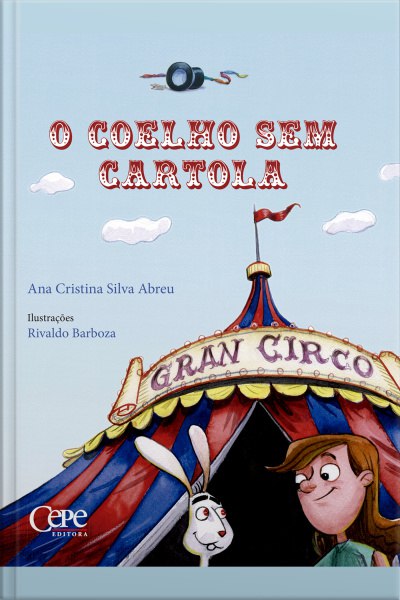 O COELHO SEM
CARTOLA
Ana Cristina Silva Abreu
Ilustrações
Rivaldo Barboza
GRAN CIRCO
Cepe
EDITORA